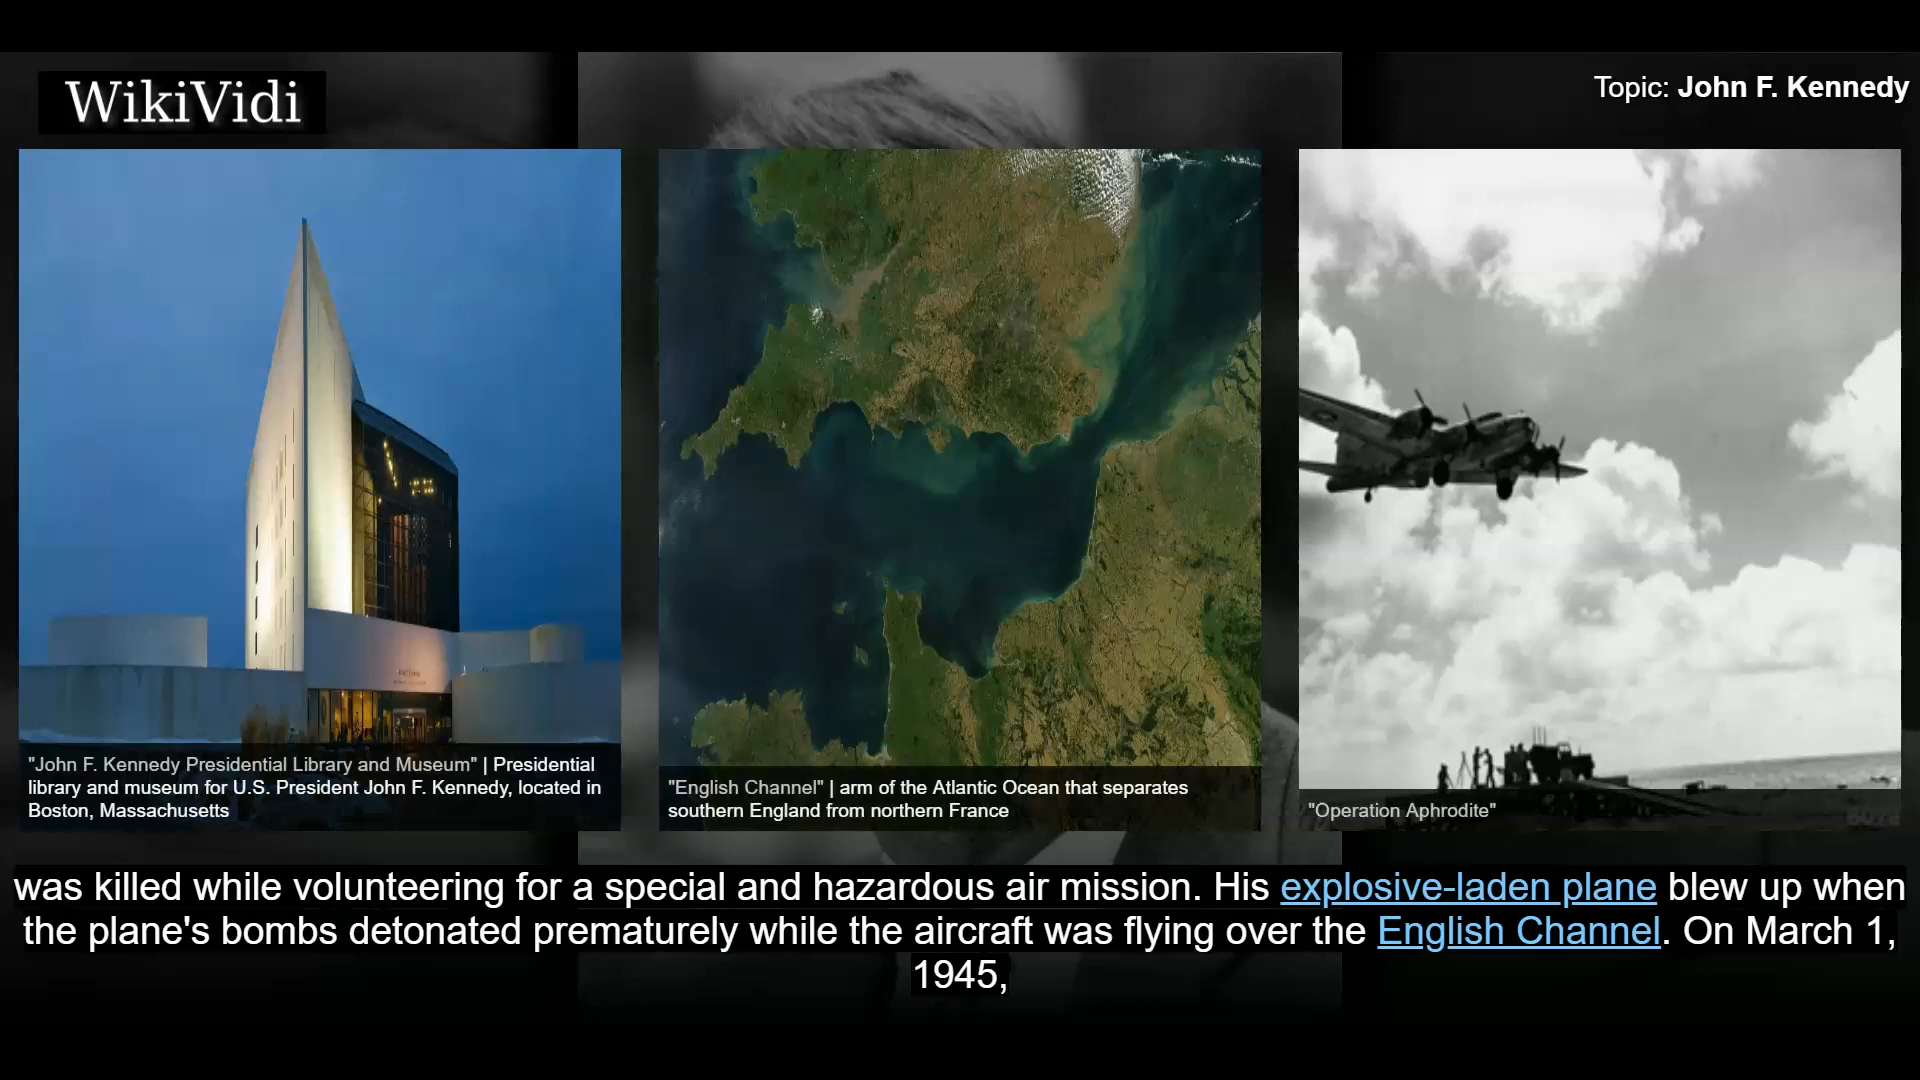 WikiVidi
Topic: John F. Kennedy
"John F. Kennedy Presidential Library and Museum" | Presidential
library and museum for U.S. President John F. Kennedy, located in
Boston, Massachusetts
"English Channel" | arm of the Atlantic Ocean that separates
southern England from northern France
"Operation Aphrodite"
was killed while volunteering for a special and hazardous air mission. His explosive-laden plane blew up when
the plane's bombs detonated prematurely while the aircraft was flying over the English Channel. On March 1,
1945,